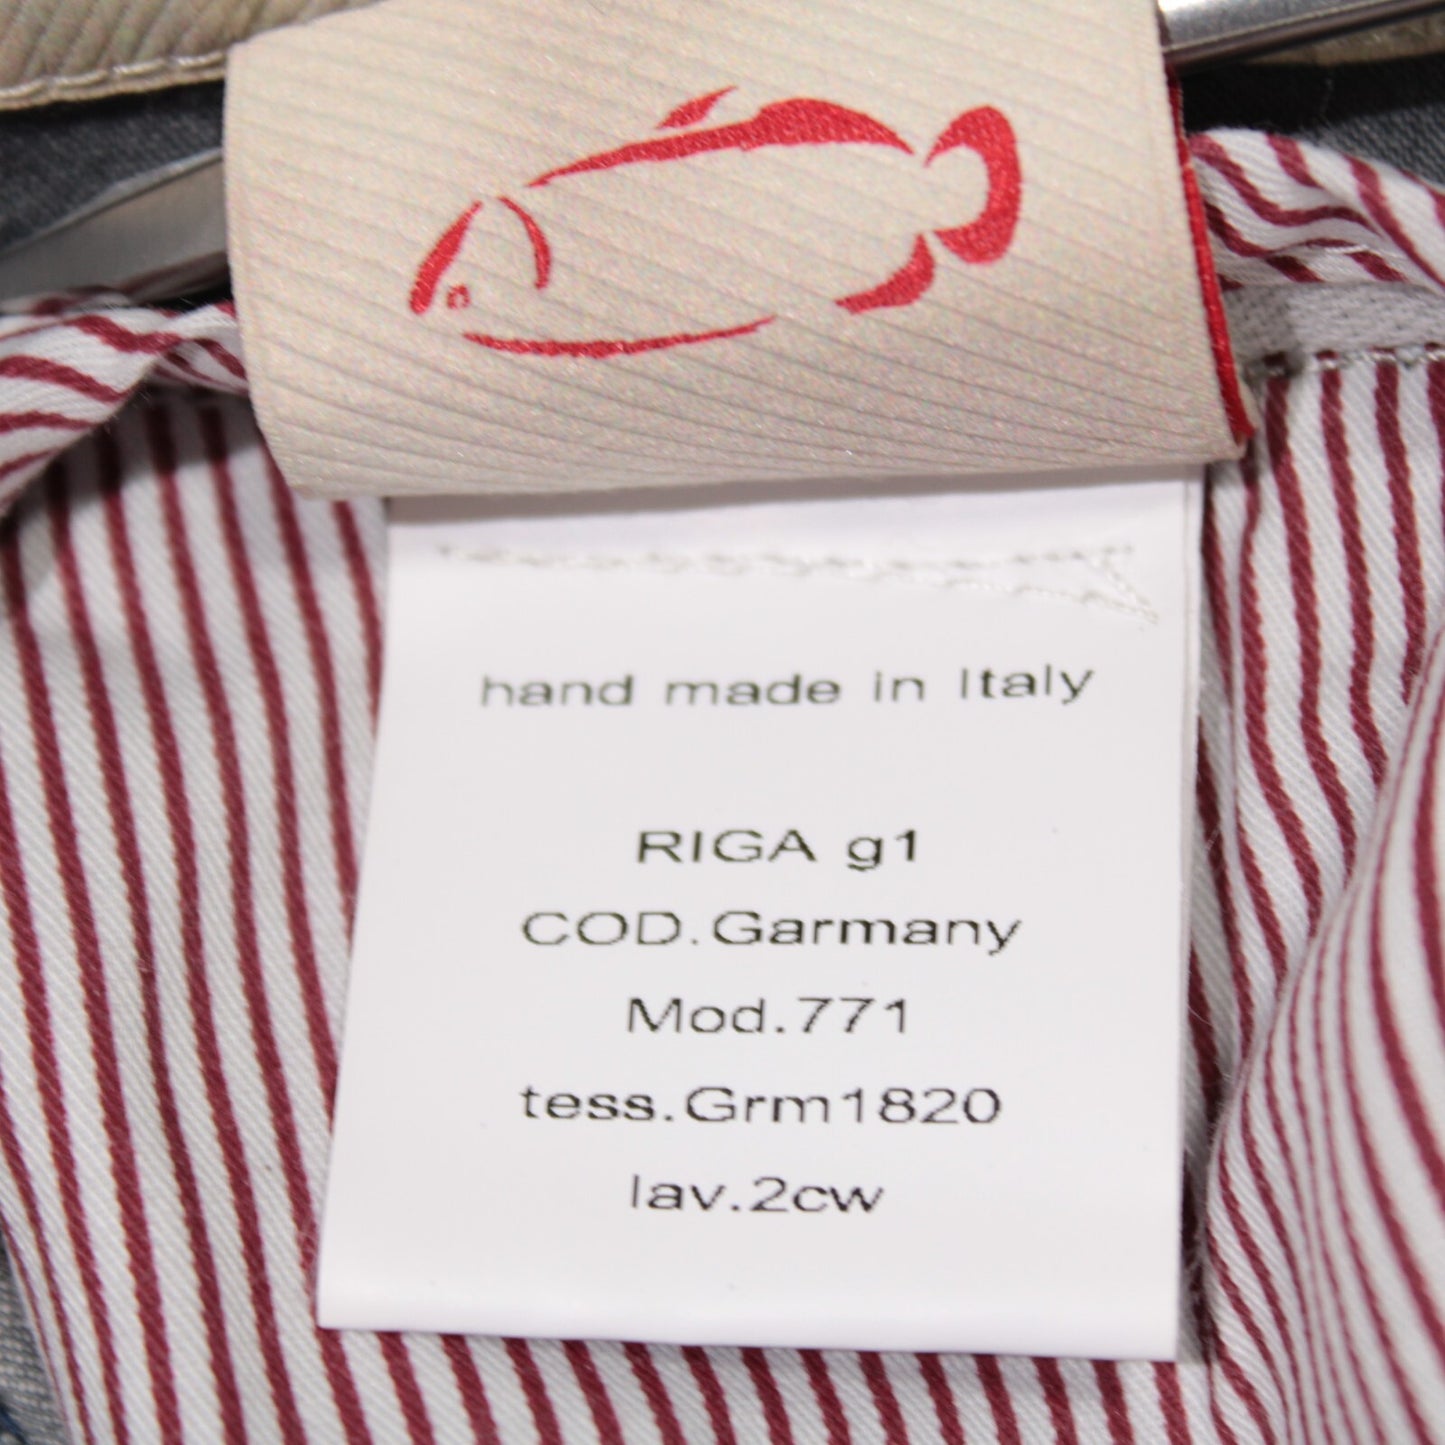 hand made in Italy
RIGA g1
COD.Garmany
Mod.771
tess.Grm1820
lav.2cw